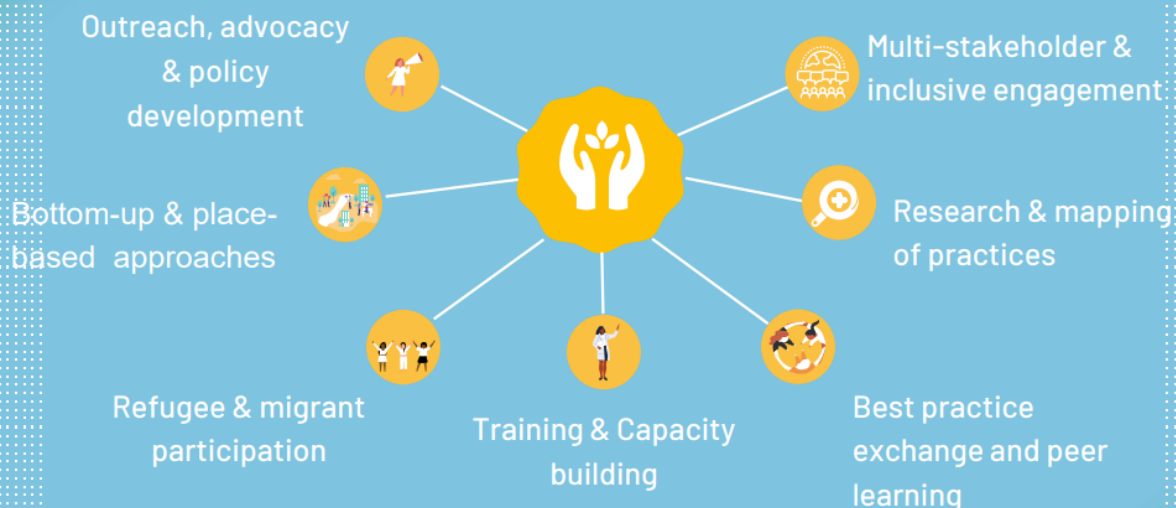 Outreach, advocacy
& policy
development
Multi-stakeholder &
inclusive engagement
Bottom-up & place-
based approaches
Research & mapping
of practices
Refugee & migrant
participation
Training & Capacity
building
Best practice
exchange and peer
learning